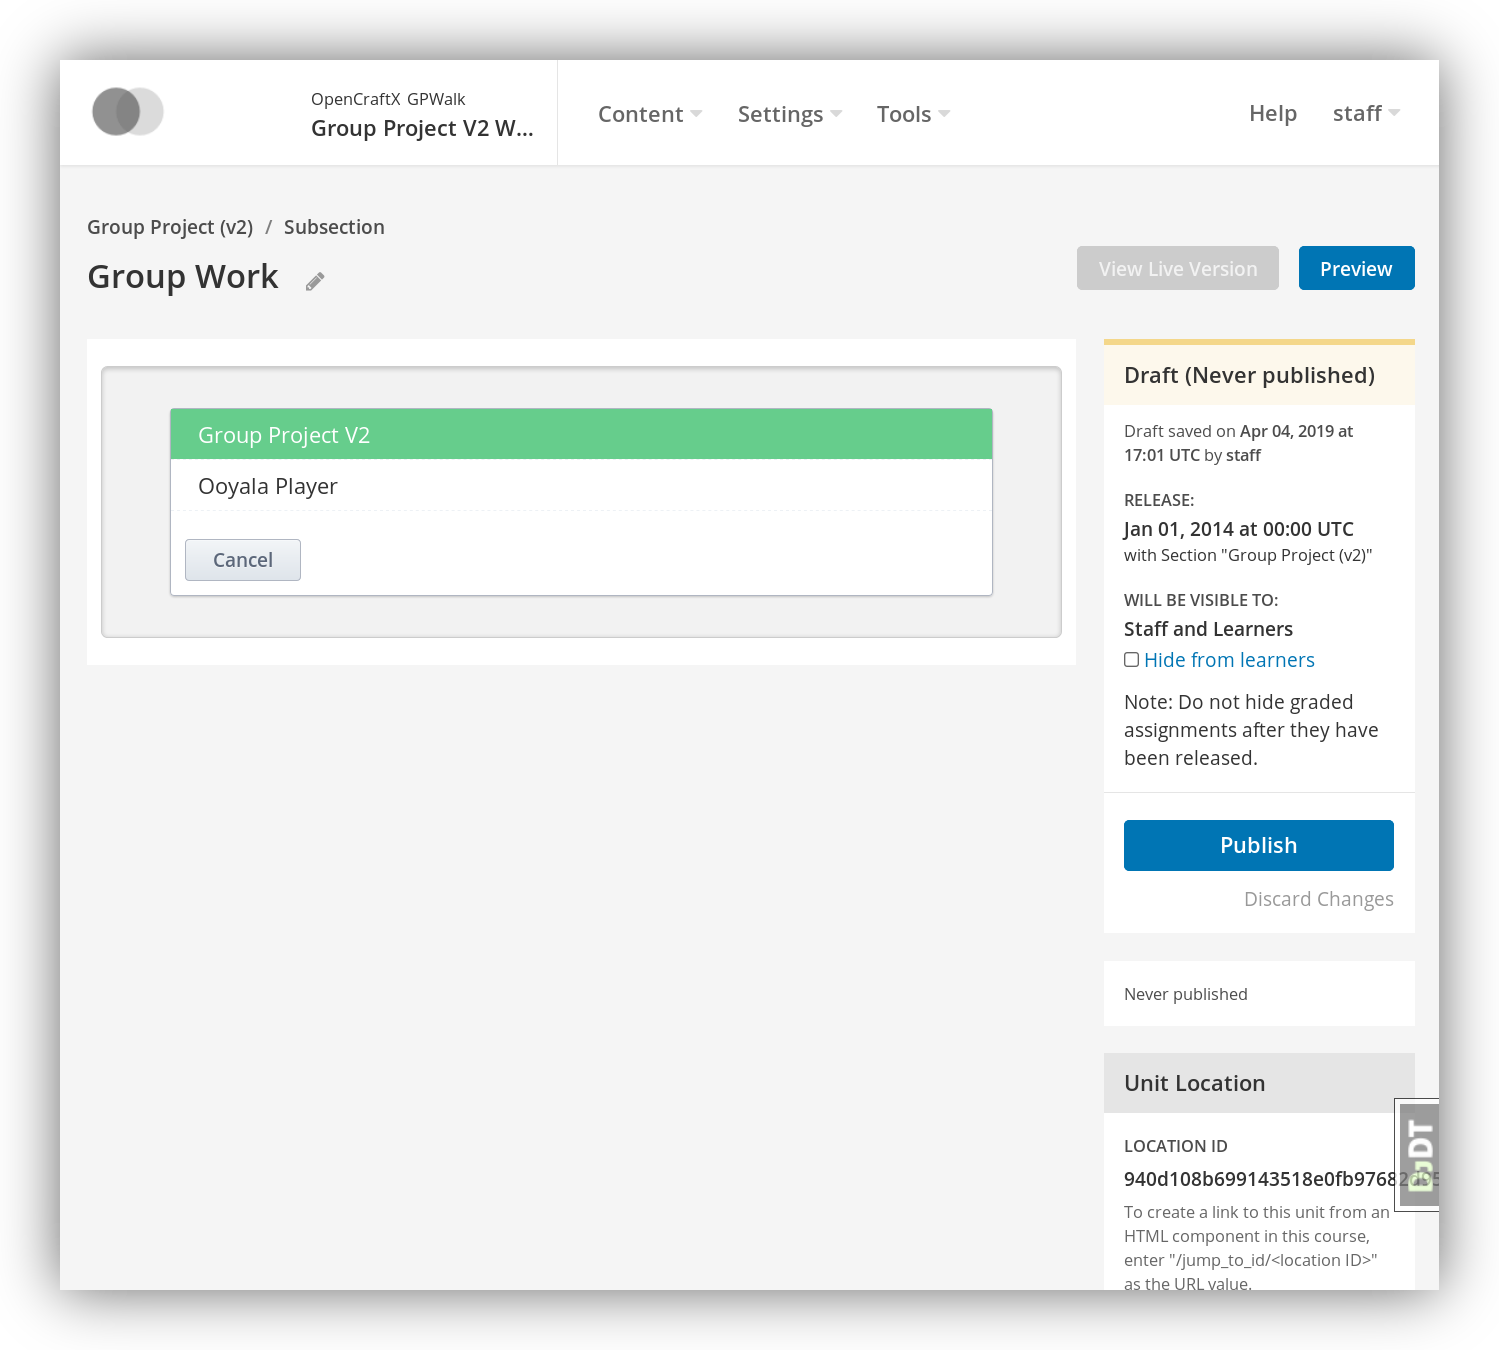 OpenCraftX GPWalk
Group Project V2 W...
Content
Settings
Tools
Help
staff
Group Project (v2) / Subsection
Group Work
View Live Version
Preview
Group Project V2
Ooyala Player
Cancel
Draft (Never published)
Draft saved on Apr 04, 2019 at
17:01 UTC by staff
RELEASE:
Jan 01, 2014 at 00:00 UTC
with Section "Group Project (v2)"
WILL BE VISIBLE TO:
Staff and Learners
Hide from learners
Note: Do not hide graded
assignments after they have
been released.
Publish
Discard Changes
Never published
Unit Location
LOCATION ID
DjDT
To create a link to this unit from an
HTML component in this course,
enter "/jump_to_id/<location ID>"
as the URL value.